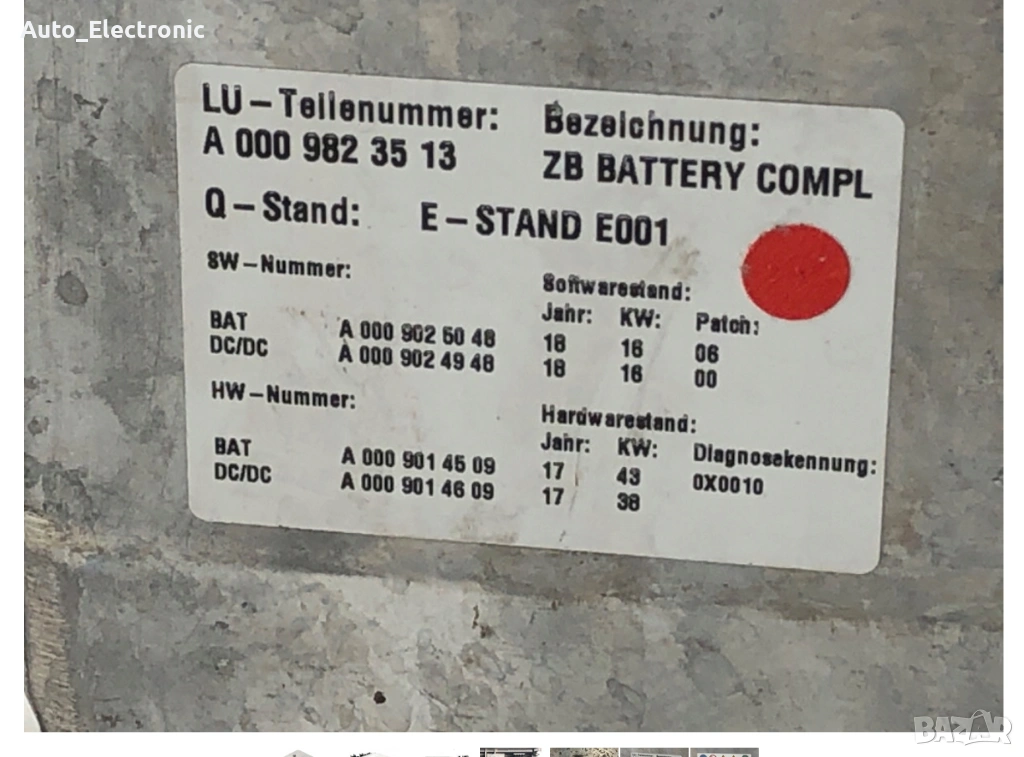 Auto_Electronic
LU-Teilenummer: Bezeichnung:
A 000 982 35 13 ZB BATTERY COMPL
Q-Stand: E-STAND E001
SW-Nummer: Softwarestand:
Jahr: KW: Patch:
BAT A 000 902 50 48 18 16 06
DC/DC A 000 902 49 48 18 16 00
HW-Nummer: Hardwarestand:
Jahr: KW: Diagnosekennung:
BAT A 000 901 45 09 17 43 0X0010
DC/DC A 000 901 46 09 17 38
BAZAR